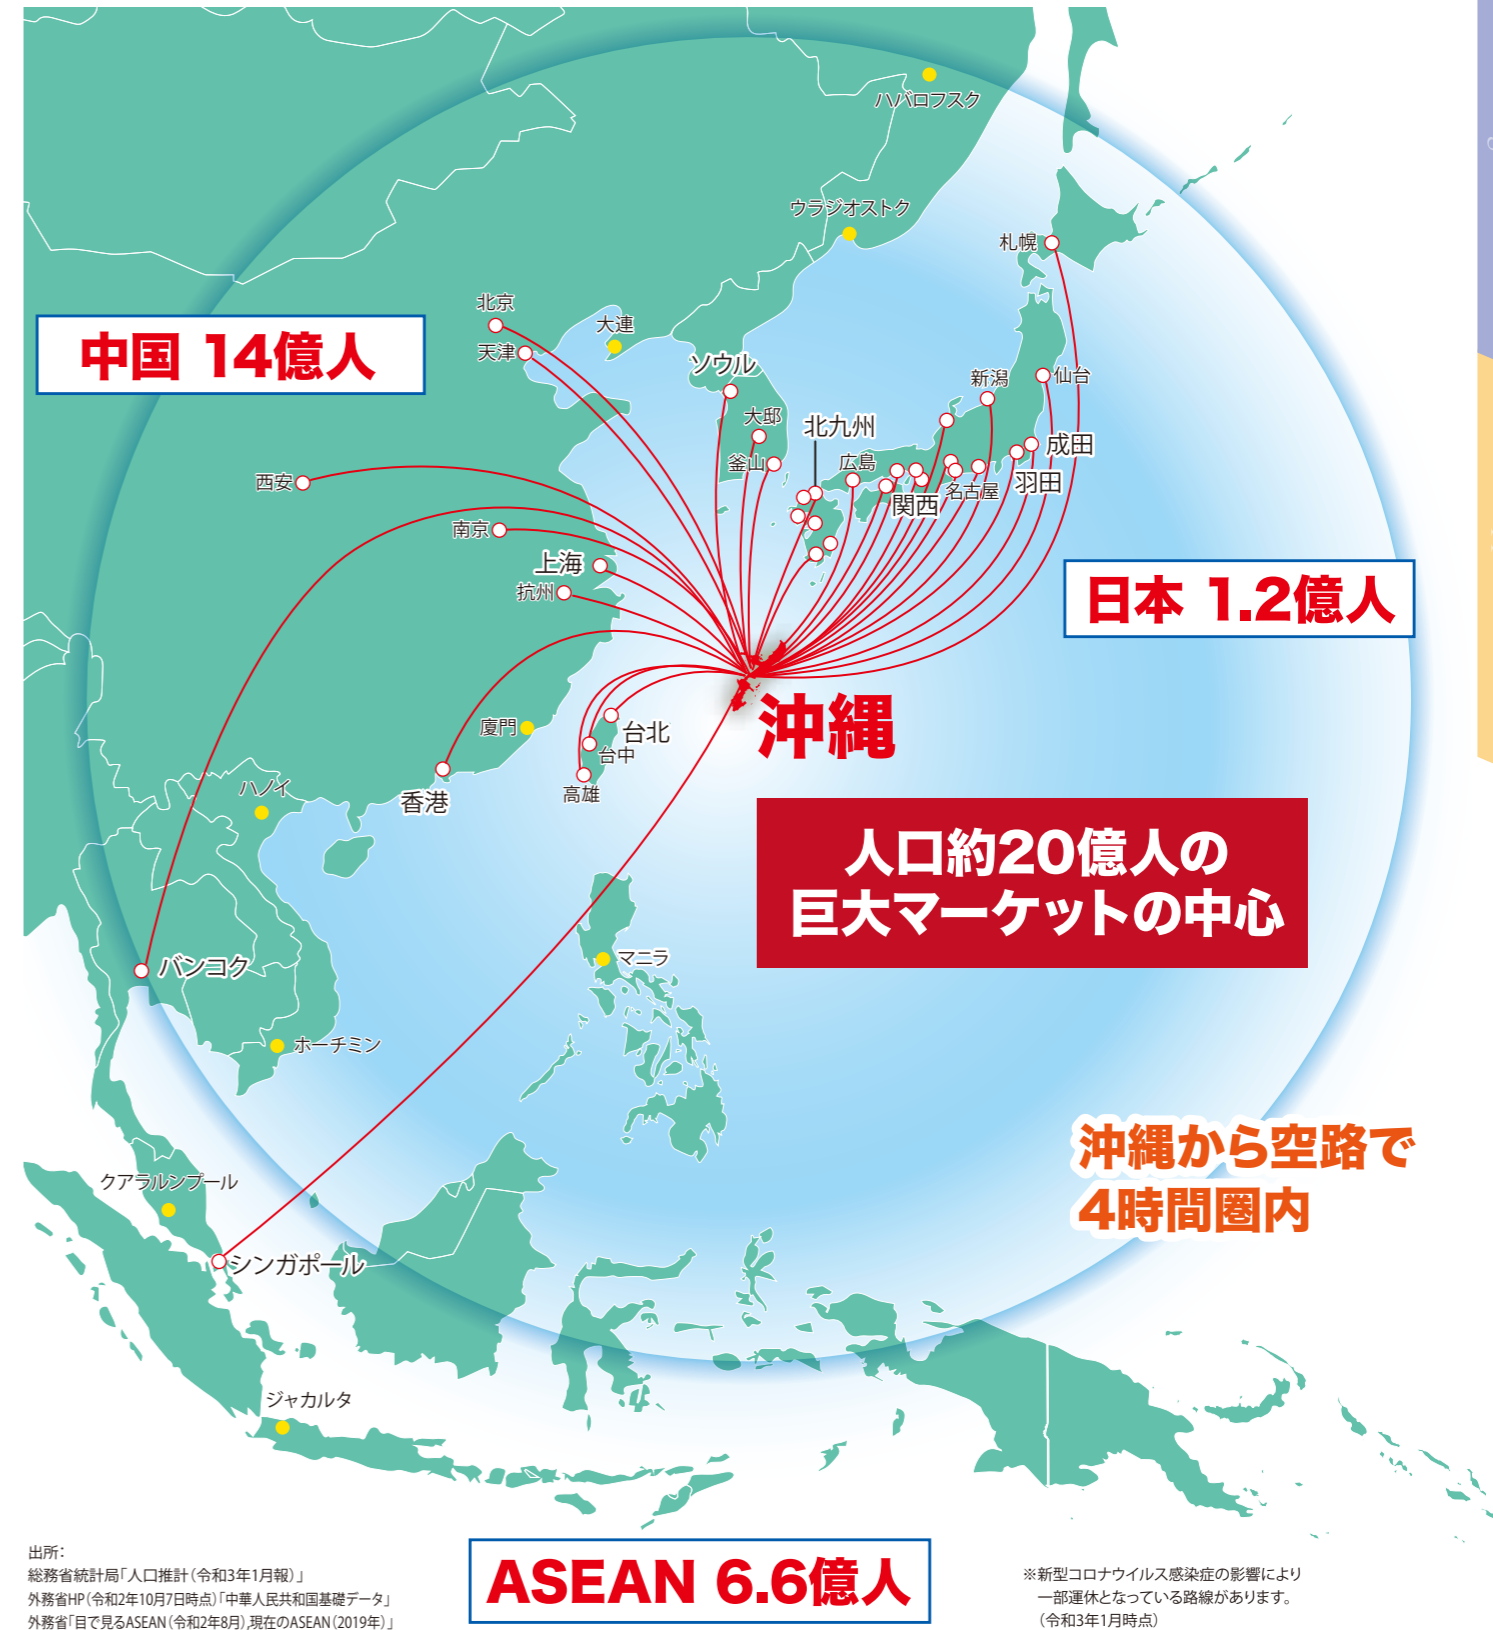 ハバロフスク
ウラジオストク
札幌
北京
大連
天津
中国 14億人
ソウル
新潟
仙台
大邱
北九州
成田
釜山
広島
西安
羽田
名古屋
関西
南京
上海
抗州
日本 1.2億人
沖縄
廈門
台北
台中
高雄
ハノイ
香港
人口約20億人の
巨大マーケットの中心
マニラ
バンコク
ホーチミン
沖縄から空路で
4時間圏内
クアラルンプール
シンガポール
ジャカルタ
出所：
総務省統計局「人口推計（令和3年1月報）」
外務省HP（令和2年10月7日時点）「中華人民共和国基礎データ」
外務省「目で見るASEAN（令和2年8月）,現在のASEAN（2019年）」
ASEAN 6.6億人
※新型コロナウイルス感染症の影響により
一部運休となっている路線があります。
（令和3年1月時点）